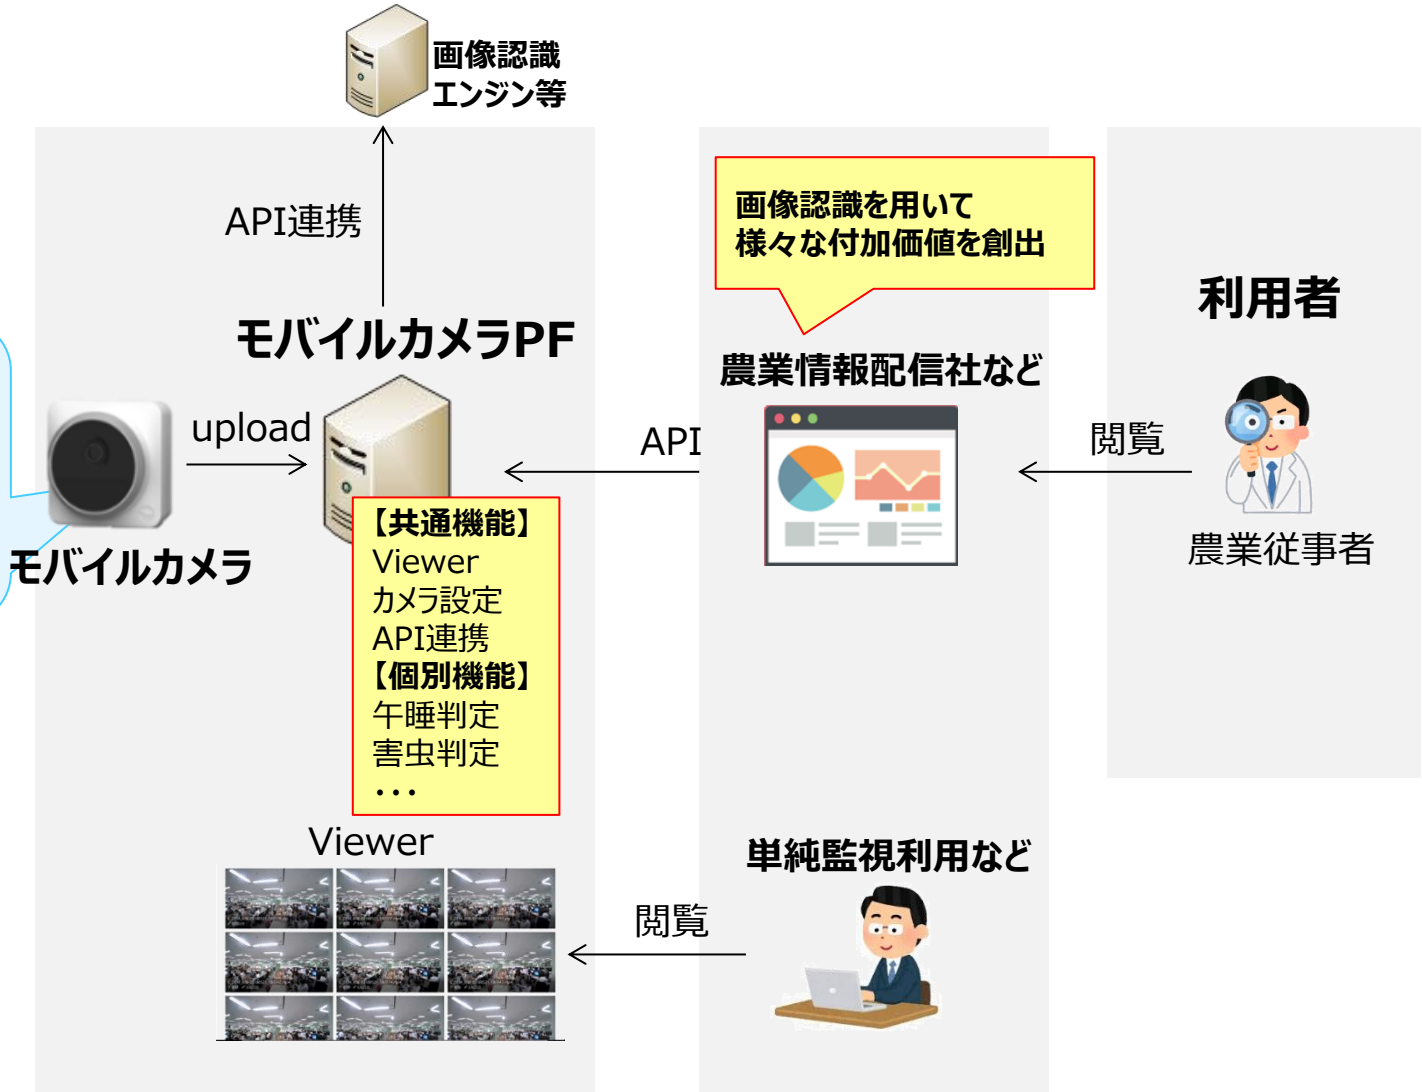 画像認識
エンジン等
API連携
画像認識を用いて
様々な付加価値を創出
利用者
モバイルカメラPF
農業情報配信社など
upload
API
閲覧
モバイルカメラ
農業従事者
【共通機能】
Viewer
カメラ設定
API連携
【個別機能】
午睡判定
害虫判定
・・・
Viewer
単純監視利用など
閲覧